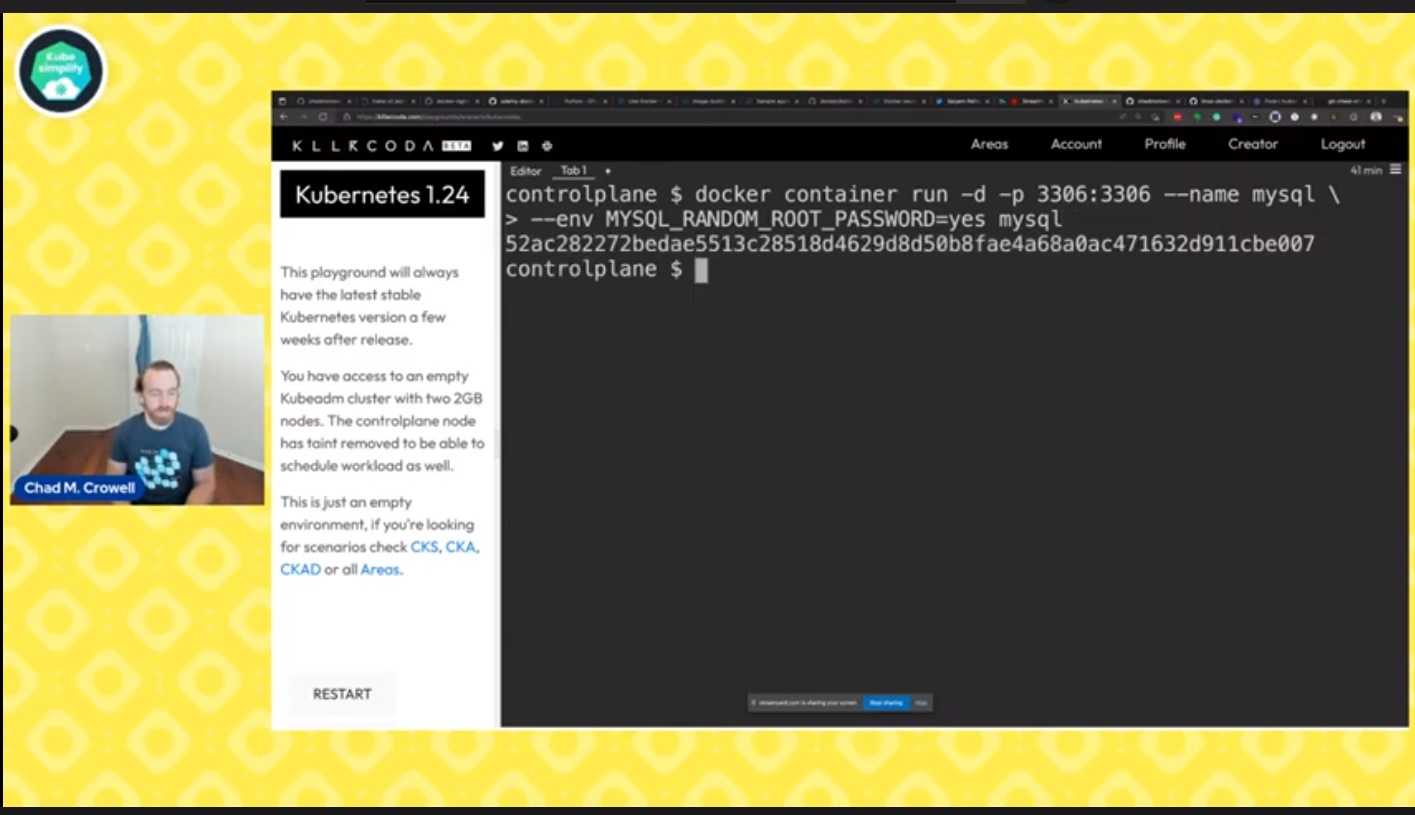 Kube
simplify
KLLRCODA BETA
Areas Account Profile Creator Logout
Editor Tab 1 +
41 min
Kubernetes 1.24
This playground will always
have the latest stable
Kubernetes version a few
weeks after release.
You have access to an empty
Kubeadm cluster with two 2GB
nodes. The controlplane node
has taint removed to be able to
schedule workload as well.
This is just an empty
environment, if you're looking
for scenarios check CKS, CKA,
CKAD or all Areas.
RESTART
controlplane $ docker container run -d -p 3306:3306 --name mysql \
> --env MYSQL_RANDOM_ROOT_PASSWORD=yes mysql
52ac282272bedae5513c28518d4629d8d50b8fae4a68a0ac471632d911cbe007
controlplane $
Chad M. Crowell
streamyard.com is sharing your screen. Stop sharing Hide